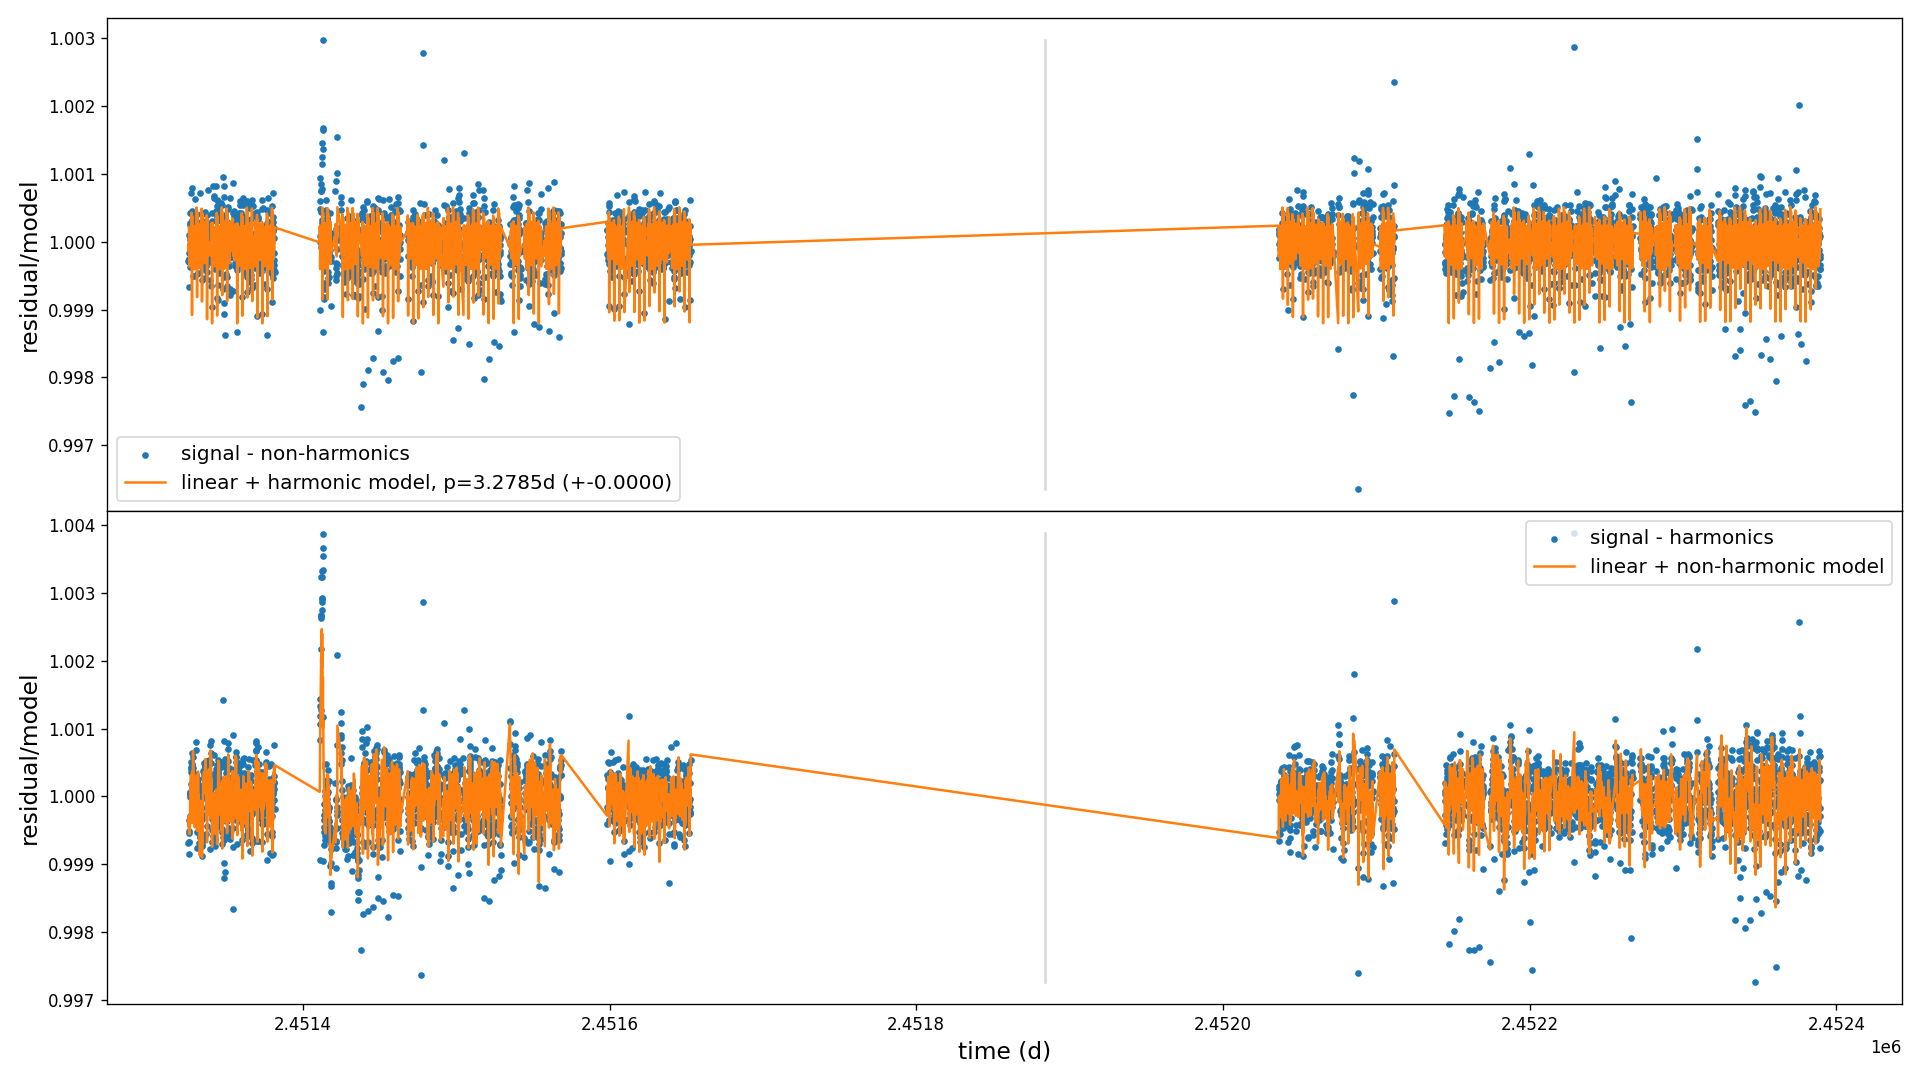 1.003
1.002
1.001
1.000
0.999
0.998
0.997
residual/model
signal - non-harmonics
linear + harmonic model, p=3.2785d (+-0.0000)
1.004
1.003
1.002
1.001
1.000
0.999
0.998
0.997
residual/model
signal - harmonics
linear + non-harmonic model
2.4514
2.4516
2.4518
2.4520
2.4522
2.4524
1e6
time (d)